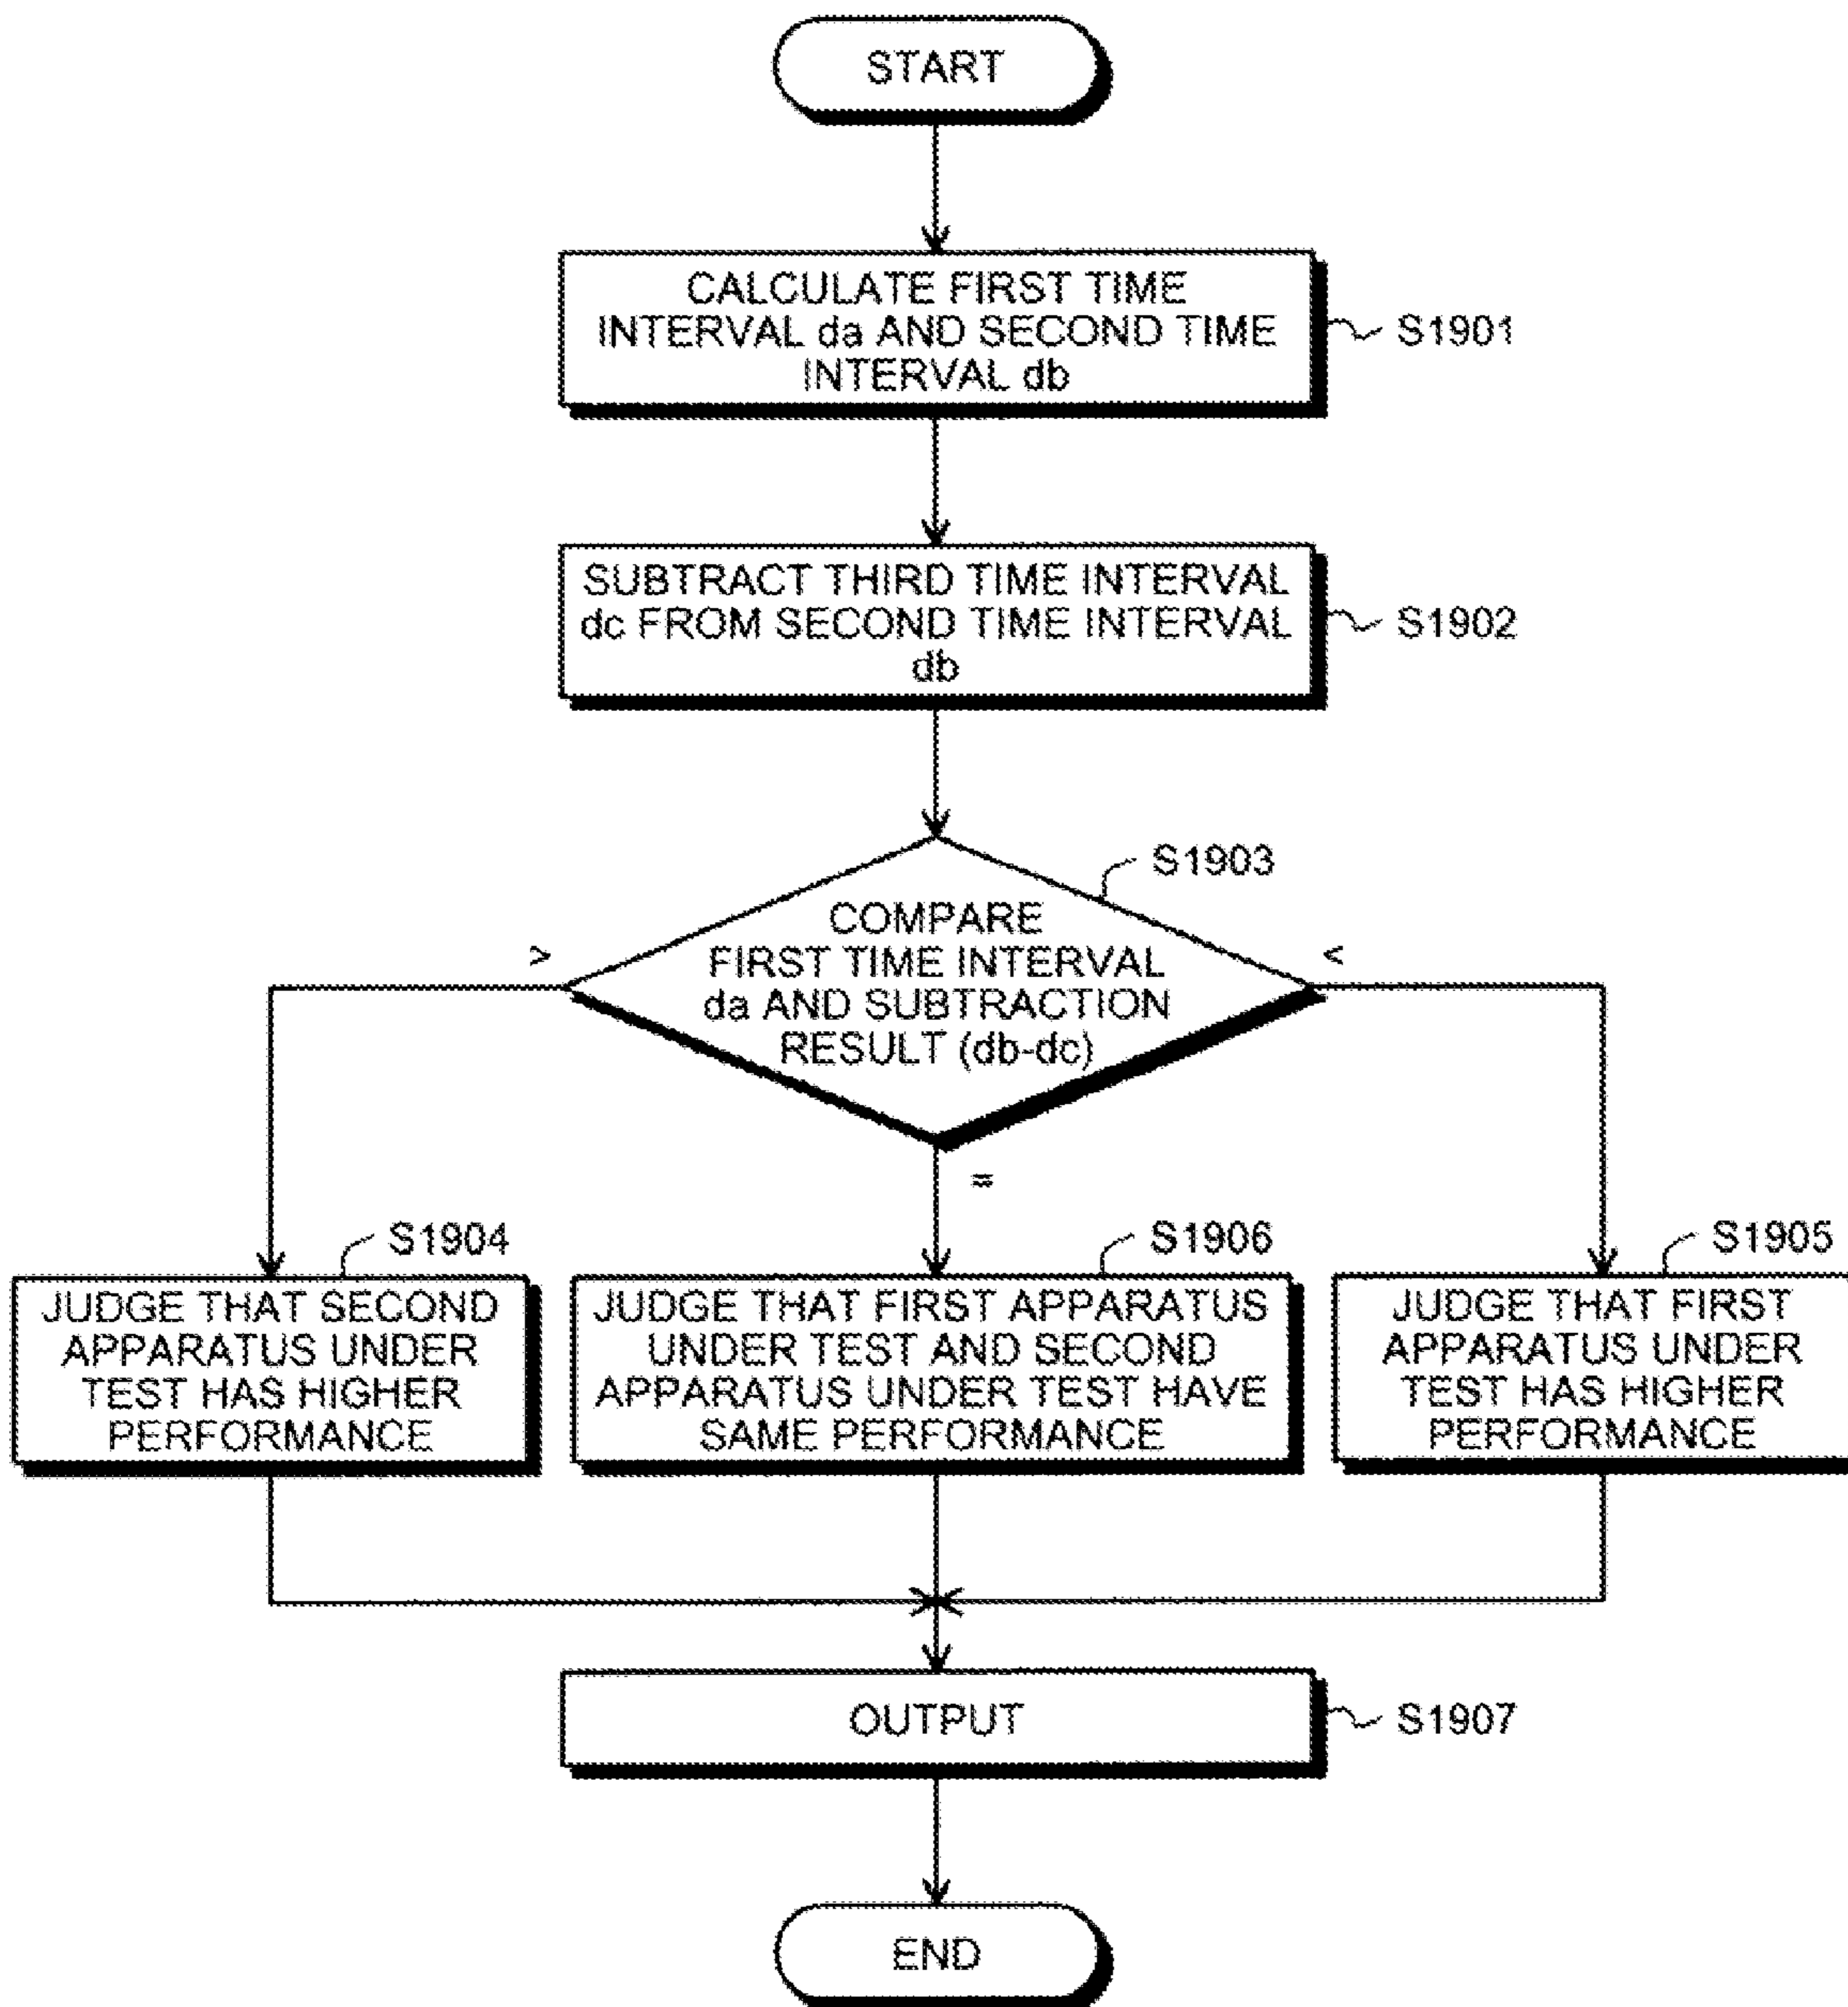 START
CALCULATE FIRST TIME
INTERVAL da AND SECOND TIME
INTERVAL db
S1901
SUBTRACT THIRD TIME INTERVAL
dc FROM SECOND TIME INTERVAL
db
S1902
S1903
COMPARE
FIRST TIME INTERVAL
da AND SUBTRACTION
RESULT (db-dc)
>
<
=
S1904
JUDGE THAT SECOND
APPARATUS UNDER
TEST HAS HIGHER
PERFORMANCE
S1906
JUDGE THAT FIRST APPARATUS
UNDER TEST AND SECOND
APPARATUS UNDER TEST HAVE
SAME PERFORMANCE
S1905
JUDGE THAT FIRST
APPARATUS UNDER
TEST HAS HIGHER
PERFORMANCE
OUTPUT
S1907
END